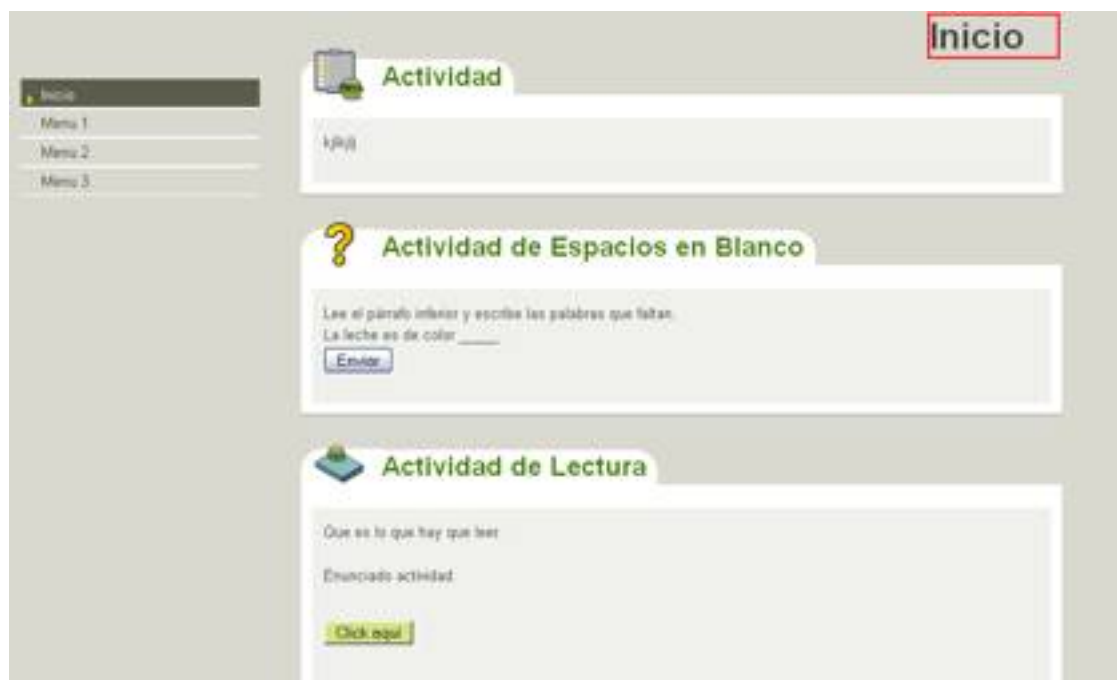 Inicio
Inicio
Menu 1
Menu 2
Menu 3
Actividad
Actividad de Espacios en Blanco
Lee el párrafo inferior y escribe las palabras que faltan.
La leche es de color _____
Enviar
Actividad de Lectura
Que es lo que hay que leer
Enunciado actividad
Click aquí